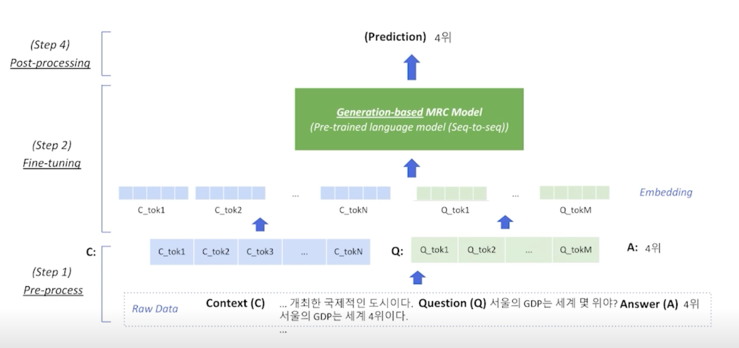 (Prediction) 4위
(Step 4)
Post-processing
Generation-based MRC Model
(Pre-trained language model (Seq-to-seq))
(Step 2)
Fine-tuning
... ...
Embedding
C_tok1 C_tok2 C_tokN Q_tok1 Q_tokM
C: C_tok1 C_tok2 C_tok3 ... C_tokN Q: Q_tok1 Q_tok2 ... Q_tokM A: 4위
(Step 1)
Pre-process
Raw Data Context (C) ... 개최한 국제적인 도시이다. Question (Q) 서울의 GDP는 세계 몇 위야? Answer (A) 4위
서울의 GDP는 세계 4위이다.
...